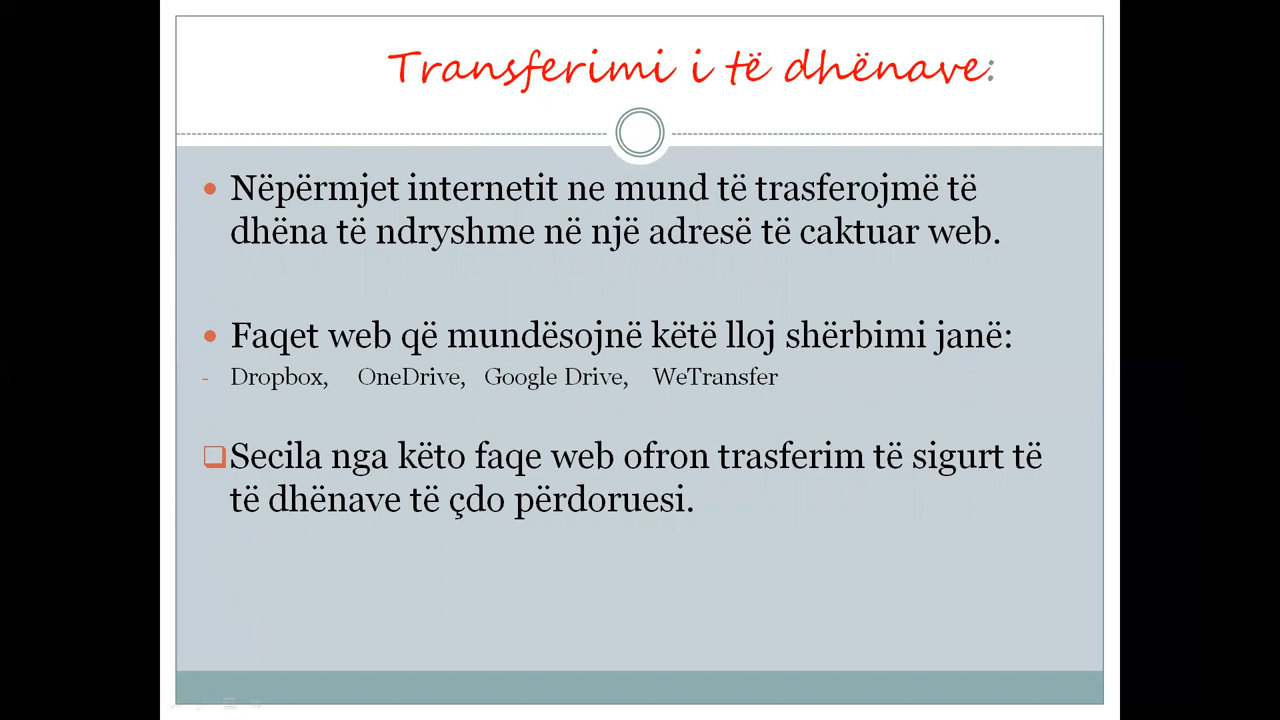 Transferimi i të dhënave:
Nëpërmjet internetit ne mund të trasferojmë të
dhëna të ndryshme në një adresë të caktuar web.
Faqet web që mundësojnë këtë lloj shërbimi janë:
- Dropbox, OneDrive, Google Drive, WeTransfer
Secila nga këto faqe web ofron trasferim të sigurt të
të dhënave të çdo përdoruesi.